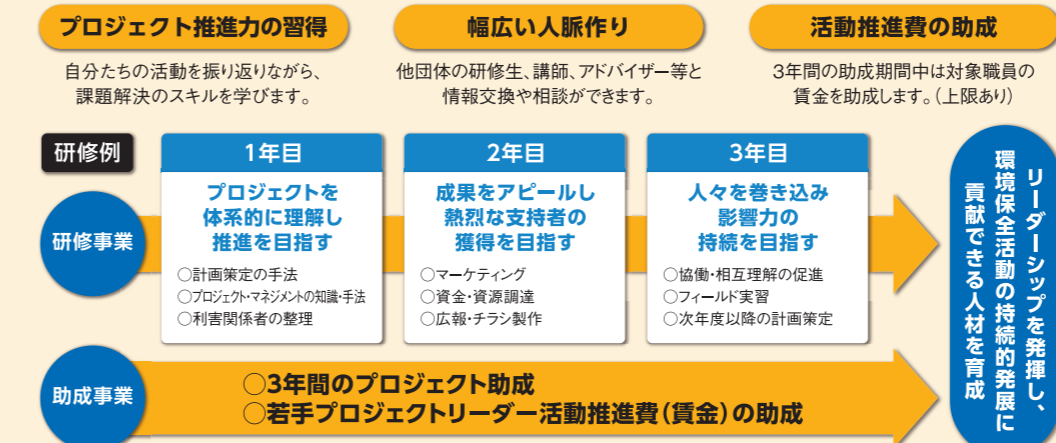 プロジェクト推進力の習得
自分たちの活動を振り返りながら、
課題解決のスキルを学びます。
幅広い人脈作り
他団体の研修生、講師、アドバイザー等と
情報交換や相談ができます。
活動推進費の助成
3年間の助成期間中は対象職員の
賃金を助成します。(上限あり)
研修例
研修事業
1年目
プロジェクトを
体系的に理解し
推進を目指す
○計画策定の手法
○プロジェクト・マネジメントの知識・手法
○利害関係者の整理
2年目
成果をアピールし
熱烈な支持者の
獲得を目指す
○マーケティング
○資金・資源調達
○広報・チラシ製作
3年目
人々を巻き込み
影響力の
持続を目指す
○協働・相互理解の促進
○フィールド実習
○次年度以降の計画策定
助成事業
○3年間のプロジェクト助成
○若手プロジェクトリーダー活動推進費(賃金)の助成
リーダーシップを発揮し、
環境保全活動の持続的発展に
貢献できる人材を育成